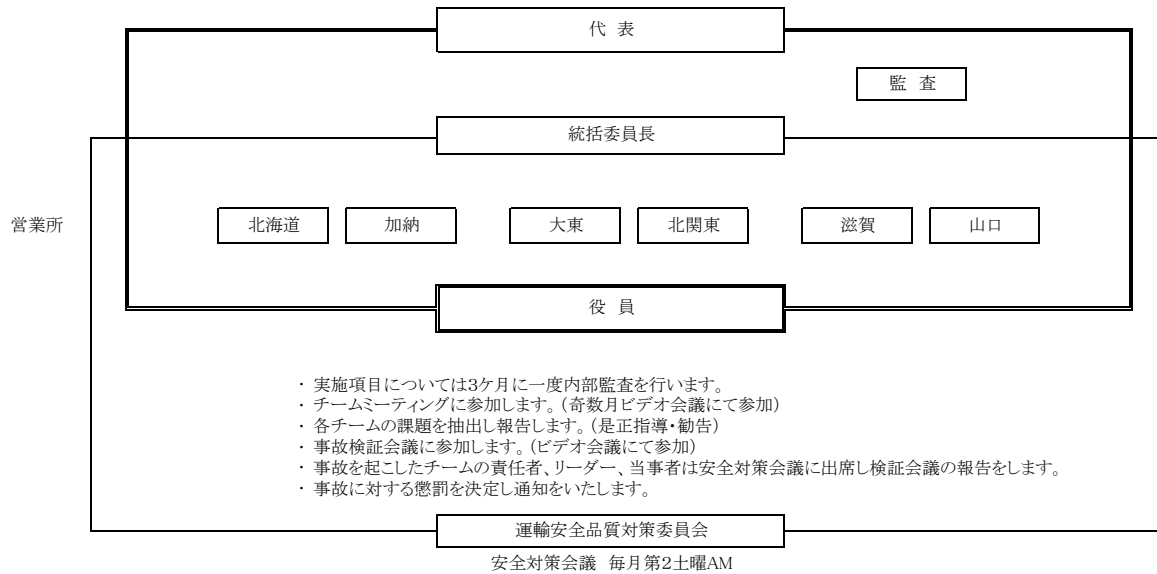 代 表
監 査
統括委員長
営業所
北海道 加納 大東 北関東 滋賀 山口
役 員
・ 実施項目については3ケ月に一度内部監査を行います。
・ チームミーティングに参加します。(奇数月ビデオ会議にて参加)
・ 各チームの課題を抽出し報告します。(是正指導・勧告)
・ 事故検証会議に参加します。(ビデオ会議にて参加)
・ 事故を起こしたチームの責任者、リーダー、当事者は安全対策会議に出席し検証会議の報告をします。
・ 事故に対する懲罰を決定し通知をいたします。
運輸安全品質対策委員会
安全対策会議 毎月第2土曜AM